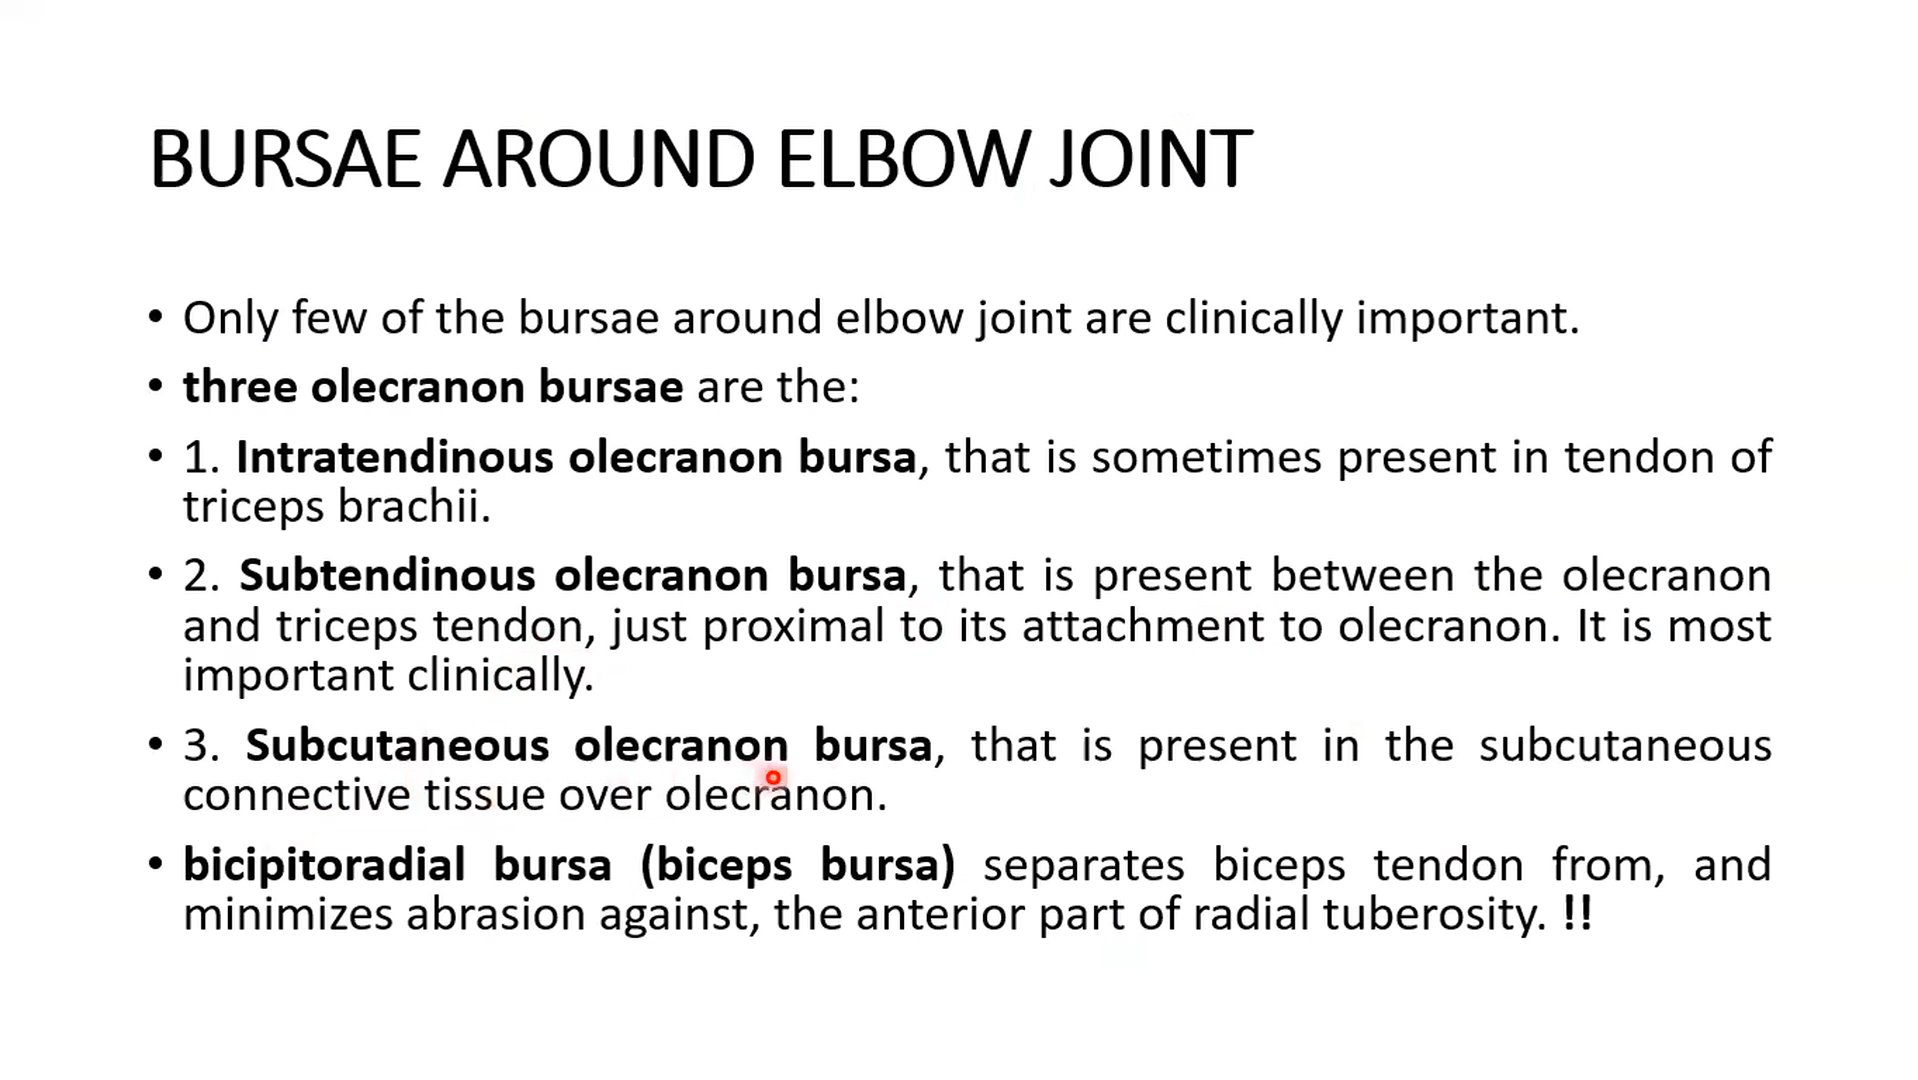 BURSAE AROUND ELBOW JOINT
• Only few of the bursae around elbow joint are clinically important.
• three olecranon bursae are the:
• 1. Intratendinous olecranon bursa, that is sometimes present in tendon of
triceps brachii.
• 2. Subtendinous olecranon bursa, that is present between the olecranon
and triceps tendon, just proximal to its attachment to olecranon. It is most
important clinically.
• 3. Subcutaneous olecranon bursa, that is present in the subcutaneous
connective tissue over olecranon.
• bicipitoradial bursa (biceps bursa) separates biceps tendon from, and
minimizes abrasion against, the anterior part of radial tuberosity. !!